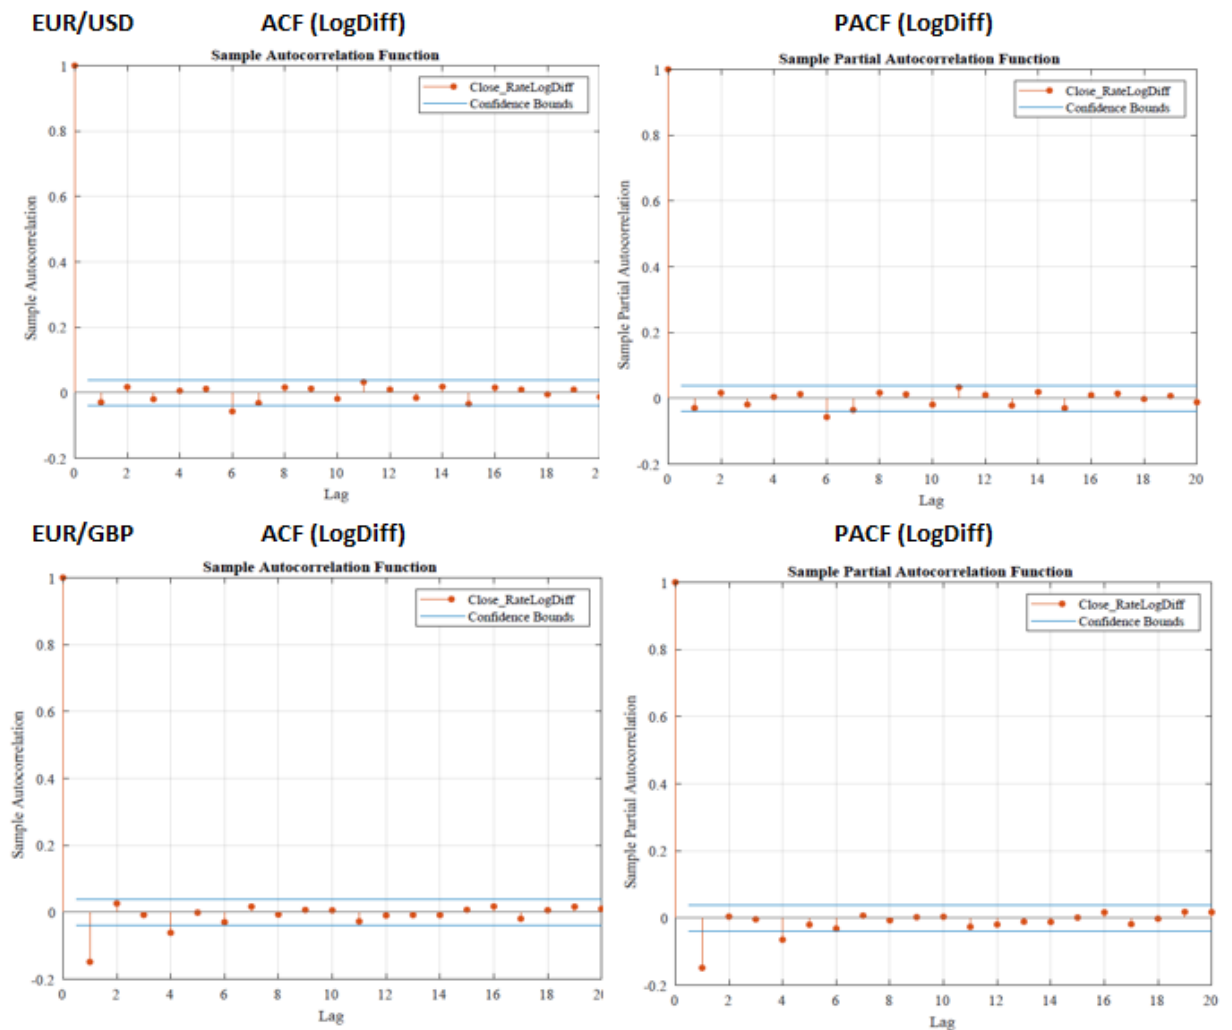 EUR/USD ACF (LogDiff) PACF (LogDiff)
Sample Autocorrelation Function
Close_RateLogDiff
Confidence Bounds
Sample Autocorrelation
1
0.8
0.6
0.4
0.2
0
-0.2
0 2 4 6 8 10 12 14 16 18 2
Lag
Sample Partial Autocorrelation Function
Close_RateLogDiff
Confidence Bounds
Sample Partial Autocorrelation
1
0.8
0.6
0.4
0.2
0
-0.2
0 2 4 6 8 10 12 14 16 18 20
Lag
EUR/GBP ACF (LogDiff) PACF (LogDiff)
Sample Autocorrelation Function
Close_RateLogDiff
Confidence Bounds
Sample Autocorrelation
1
0.8
0.6
0.4
0.2
0
-0.2
0 2 4 6 8 10 12 14 16 18 20
Lag
Sample Partial Autocorrelation Function
Close_RateLogDiff
Confidence Bounds
Sample Partial Autocorrelation
1
0.8
0.6
0.4
0.2
0
-0.2
0 2 4 6 8 10 12 14 16 18 20
Lag